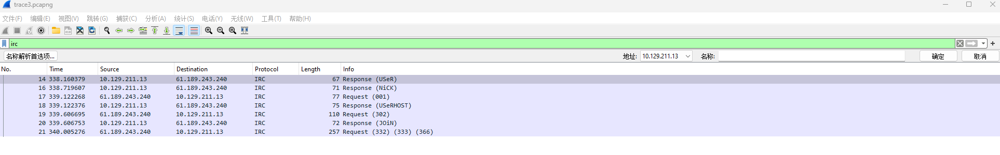 trace3.pcapng
文件(F) 编辑(E) 视图(V) 跳转(G) 捕获(C) 分析(A) 统计(S) 电话(Y) 无线(W) 工具(T) 帮助(H)
irc
名称解析首选项... 地址: 10.129.211.13 名称: 确定 取消
No. Time Source Destination Protocol Length Info
14 338.160379 10.129.211.13 61.189.243.240 IRC 67 Response (USeR)
16 338.719607 10.129.211.13 61.189.243.240 IRC 71 Response (NiCK)
17 339.122268 61.189.243.240 10.129.211.13 IRC 77 Request (001)
18 339.122376 10.129.211.13 61.189.243.240 IRC 75 Response (USeRHOST)
19 339.606695 61.189.243.240 10.129.211.13 IRC 110 Request (302)
20 339.606753 10.129.211.13 61.189.243.240 IRC 72 Response (JOiN)
21 340.005276 61.189.243.240 10.129.211.13 IRC 257 Request (332) (333) (366)